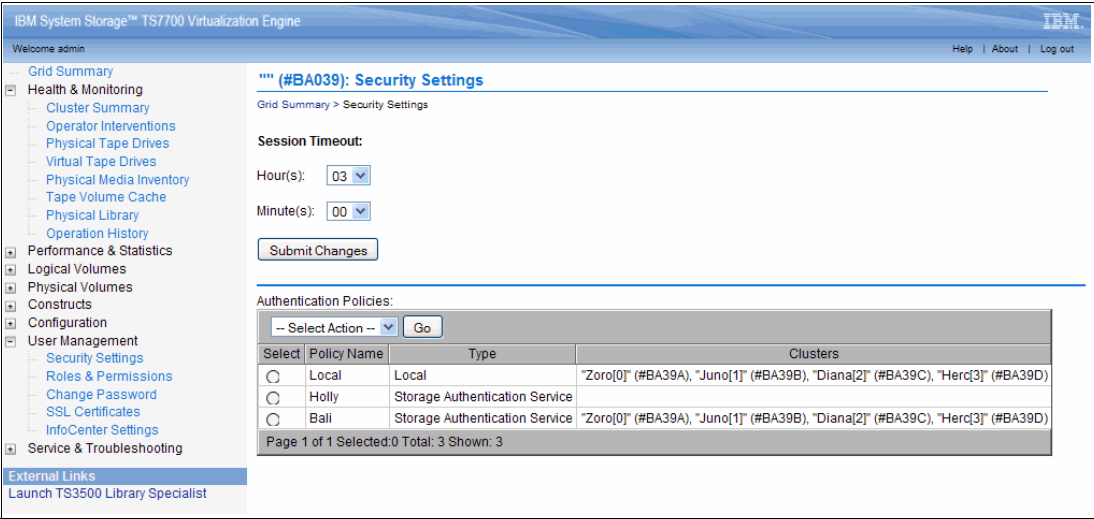 IBM System Storage™ TS7700 Virtualization Engine
IBM.
Welcome admin
Help | About | Log out
Grid Summary
Health & Monitoring
Cluster Summary
Operator Interventions
Physical Tape Drives
Virtual Tape Drives
Physical Media Inventory
Tape Volume Cache
Physical Library
Operation History
Performance & Statistics
Logical Volumes
Physical Volumes
Constructs
Configuration
User Management
Security Settings
Roles & Permissions
Change Password
SSL Certificates
InfoCenter Settings
Service & Troubleshooting
External Links
Launch TS3500 Library Specialist
"" (#BA039): Security Settings
Grid Summary > Security Settings
Session Timeout:
Hour(s): 03
Minute(s): 00
Submit Changes
Authentication Policies:
-- Select Action -- Go
Select Policy Name Type Clusters
Local Local "Zoro[0]" (#BA39A), "Juno[1]" (#BA39B), "Diana[2]" (#BA39C), "Herc[3]" (#BA39D)
Holly Storage Authentication Service
Bali Storage Authentication Service "Zoro[0]" (#BA39A), "Juno[1]" (#BA39B), "Diana[2]" (#BA39C), "Herc[3]" (#BA39D)
Page 1 of 1 Selected:0 Total: 3 Shown: 3